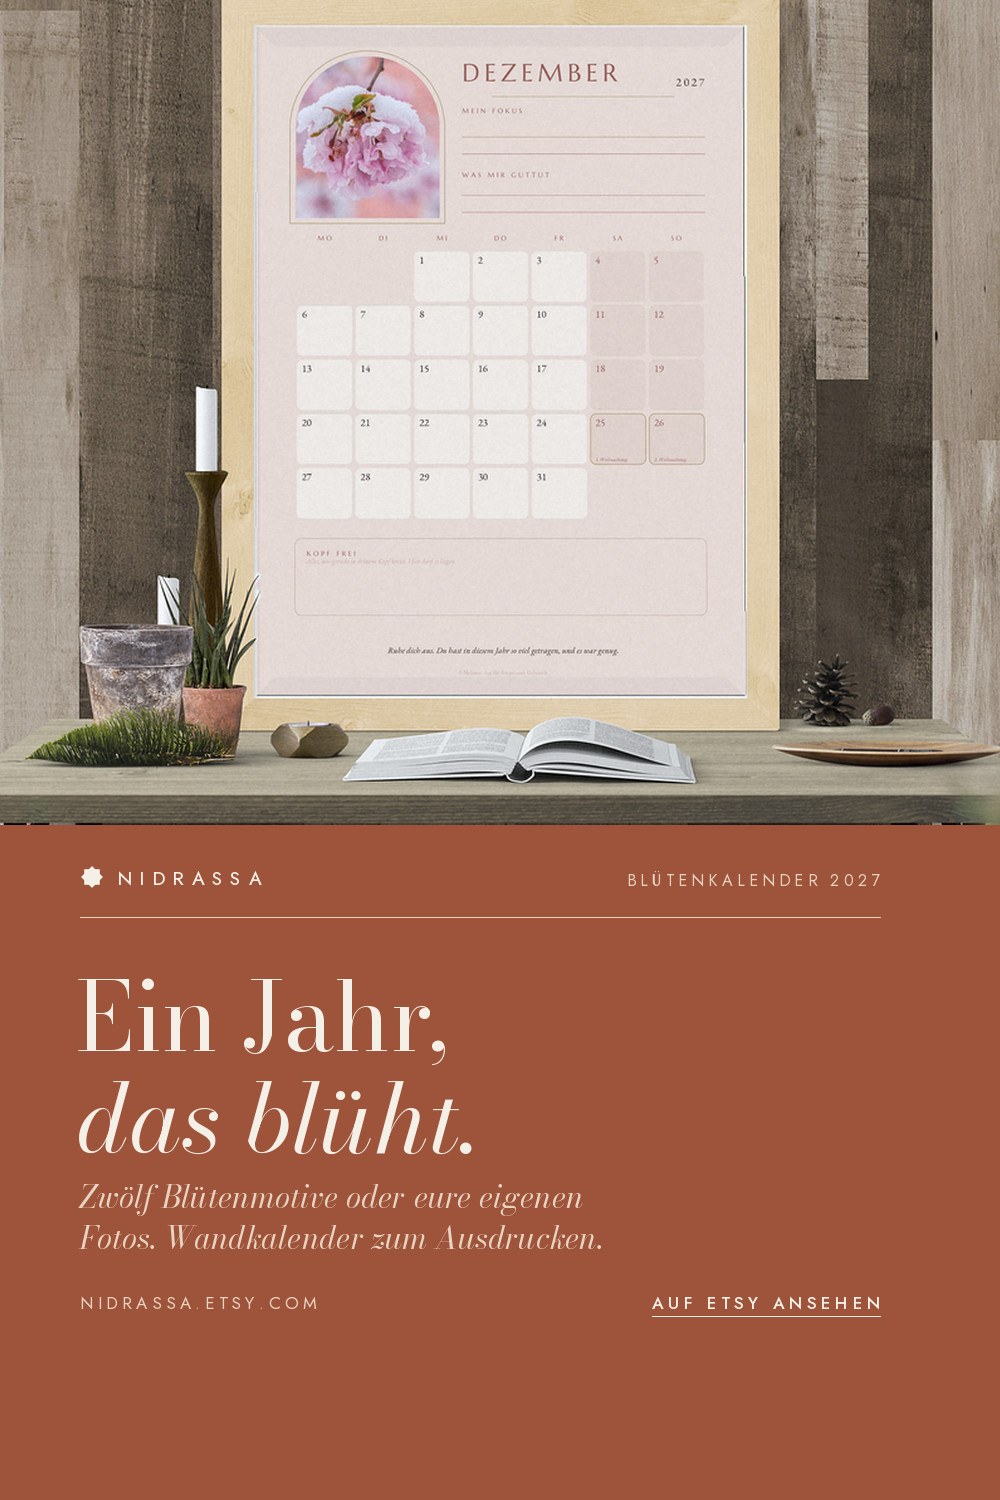 DEZEMBER
2027
MEIN FOKUS
WAS MIR GUTTUT
MO DI MI DO FR SA SO
1 2 3 4 5
6 7 8 9 10 11 12
13 14 15 16 17 18 19
20 21 22 23 24 25 26
1. Weihnachtstag 2. Weihnachtstag
27 28 29 30 31
KOPF FREI
Ruhe dich aus. Du hast in diesem Jahr so viel getragen, und es war genug.
NIDRASSA
BLÜTENKALENDER 2027
Ein Jahr,
das blüht.
Zwölf Blütenmotive oder eure eigenen
Fotos. Wandkalender zum Ausdrucken.
NIDRASSA.ETSY.COM
AUF ETSY ANSEHEN